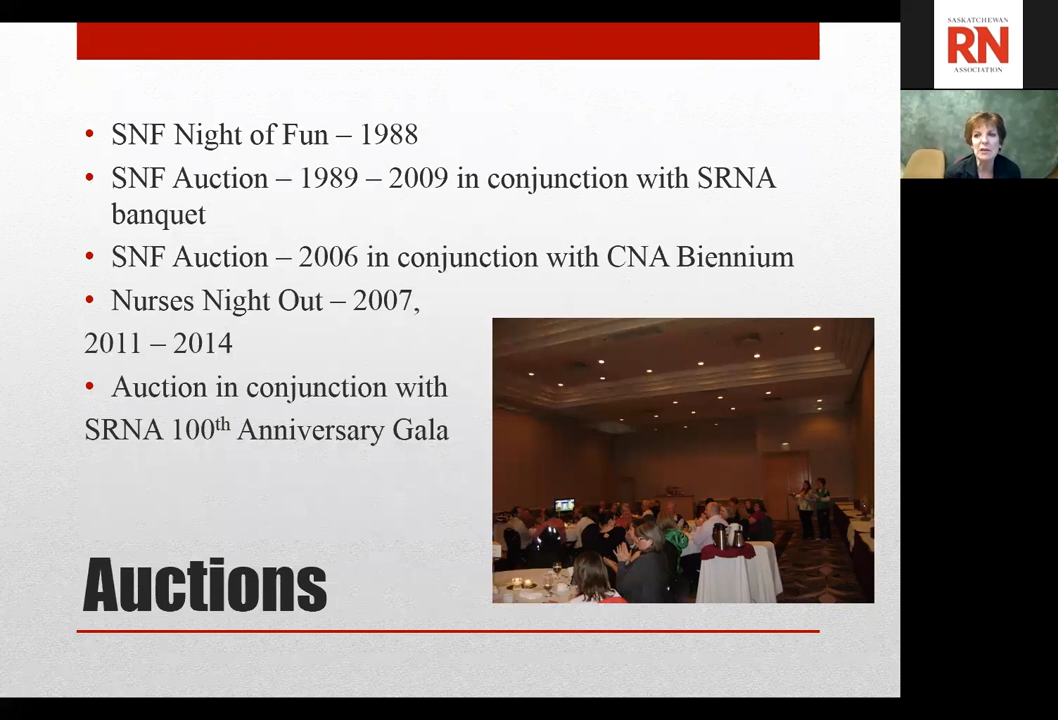 • SNF Night of Fun – 1988
• SNF Auction – 1989 – 2009 in conjunction with SRNA
banquet
• SNF Auction – 2006 in conjunction with CNA Biennium
• Nurses Night Out – 2007,
2011 – 2014
• Auction in conjunction with
SRNA 100th Anniversary Gala
Auctions
SASKATCHEWAN
RN
ASSOCIATION